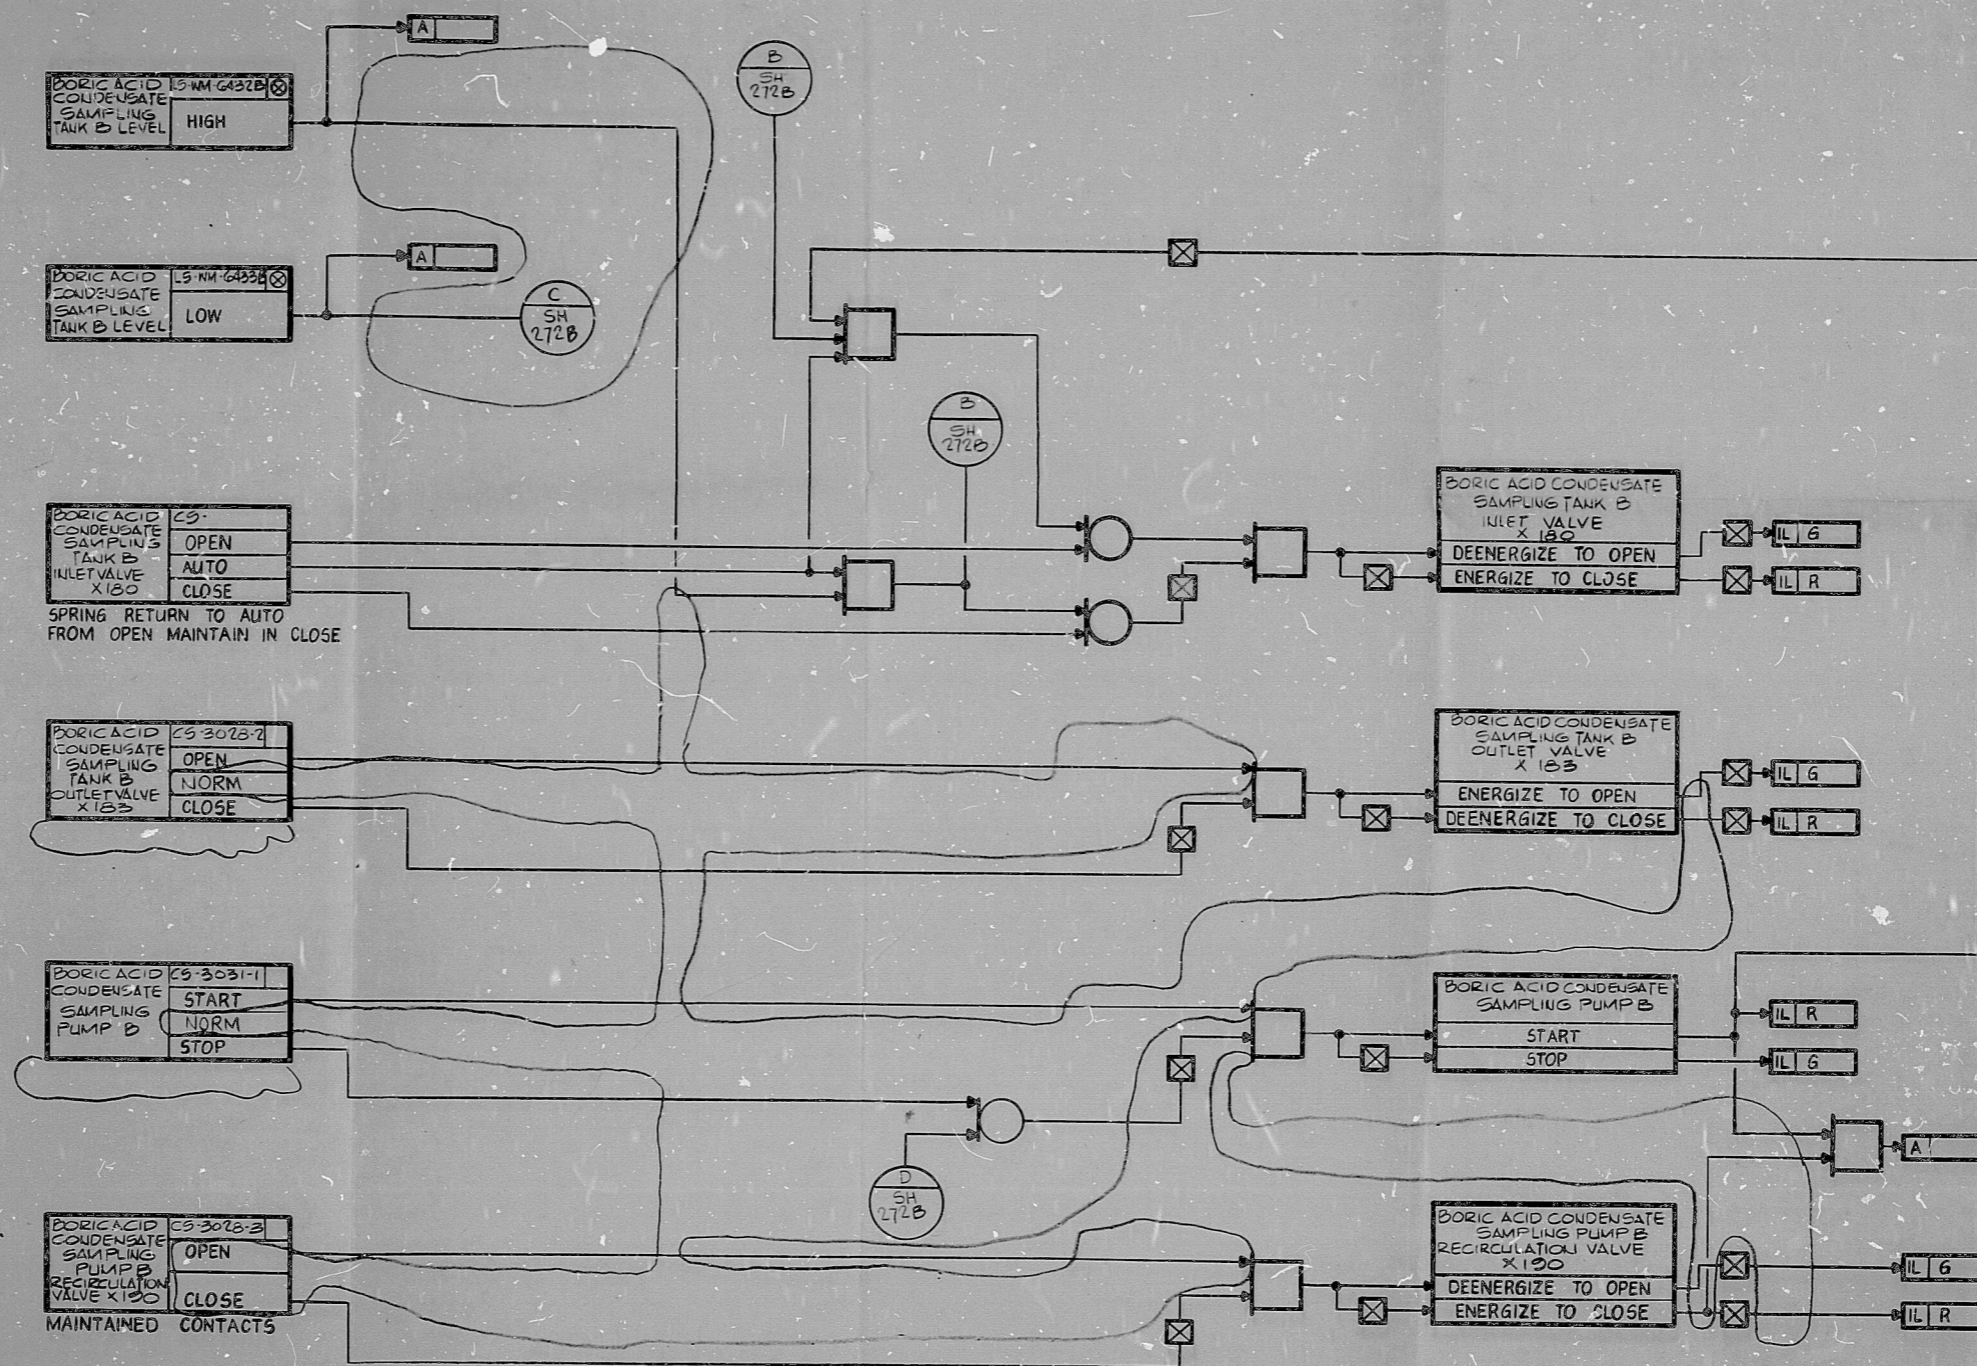 A
BORIC ACID
CONDENSATE
SAMPLING
TANK B LEVEL
LS-WM-6432B
HIGH
B
SH
272B
A
BORIC ACID
CONDENSATE
SAMPLING
TANK B LEVEL
LS-WM-6433B
LOW
C
SH
272B
B
SH
272B
BORIC ACID
CONDENSATE
SAMPLING
TANK B
INLET VALVE
X180
CS-
OPEN
AUTO
CLOSE
SPRING RETURN TO AUTO
FROM OPEN MAINTAIN IN CLOSE
BORIC ACID CONDENSATE
SAMPLING TANK B
INLET VALVE
X 180
DEENERGIZE TO OPEN
ENERGIZE TO CLOSE
IL G
IL R
BORIC ACID
CONDENSATE
SAMPLING
TANK B
OUTLET VALVE
X183
CS-3028-2
OPEN
NORM
CLOSE
BORIC ACID CONDENSATE
SAMPLING TANK B
OUTLET VALVE
X 183
ENERGIZE TO OPEN
DEENERGIZE TO CLOSE
IL G
IL R
BORIC ACID
CONDENSATE
SAMPLING
PUMP B
CS-3031-1
START
NORM
STOP
BORIC ACID CONDENSATE
SAMPLING PUMP B
START
STOP
IL R
IL G
D
SH
272B
A
BORIC ACID
CONDENSATE
SAMPLING
PUMP B
RECIRCULATION
VALVE X190
CS-3028-3
OPEN
CLOSE
MAINTAINED CONTACTS
BORIC ACID CONDENSATE
SAMPLING PUMP B
RECIRCULATION VALVE
X190
DEENERGIZE TO OPEN
ENERGIZE TO CLOSE
IL G
IL R